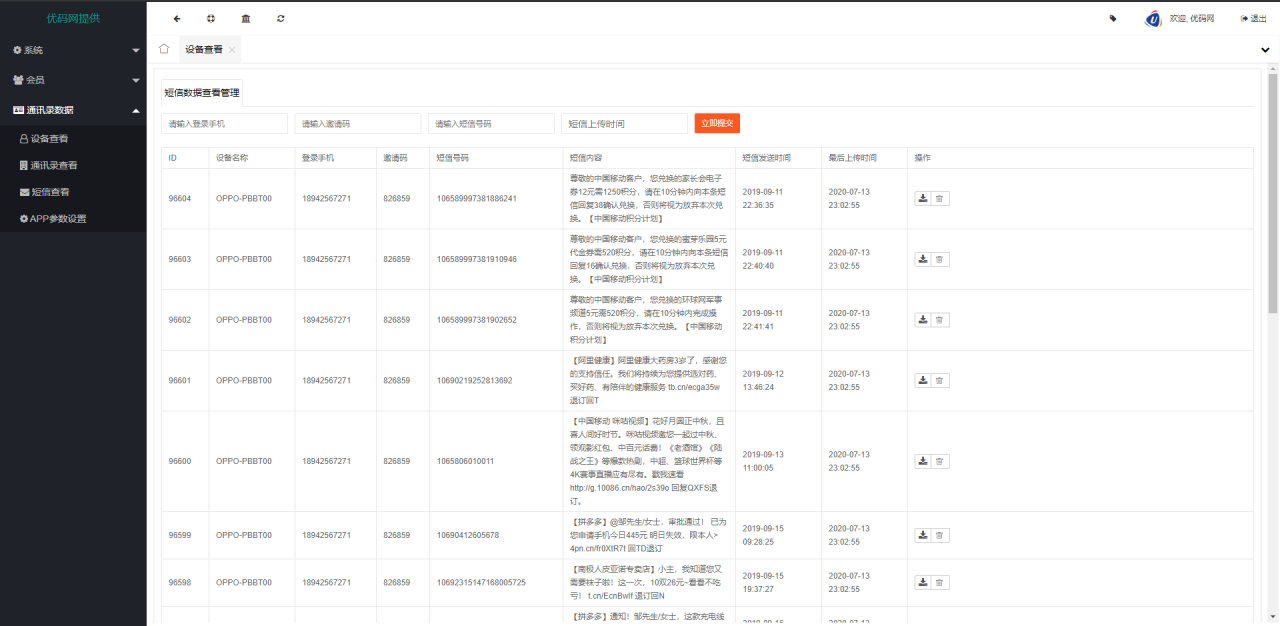 优码网提供
欢迎, 优码网
退出
系统
会员
通讯录数据
设备查看
通讯录查看
短信查看
APP参数设置
设备查看
短信数据查看管理
请输入登录手机
请输入邀请码
请输入短信号码
短信上传时间
立即提交
ID 设备名称 登录手机 邀请码 短信号码 短信内容 短信发送时间 最后上传时间 操作
96604 OPPO-PBBT00 18942567271 826859 106589997381886241
尊敬的中国移动客户，您兑换的家长会电子
券12元需1250积分，请在10分钟内向本条短
信回复38确认兑换，否则将视为放弃本次兑
换。【中国移动积分计划】
2019-09-11
22:36:35
2020-07-13
23:02:55
96603 OPPO-PBBT00 18942567271 826859 106589997381910946
尊敬的中国移动客户，您兑换的蜜芽乐园5元
代金券需520积分，请在10分钟内向本条短信
回复16确认兑换，否则将视为放弃本次兑
换。【中国移动积分计划】
2019-09-11
22:40:40
2020-07-13
23:02:55
96602 OPPO-PBBT00 18942567271 826859 106589997381902652
尊敬的中国移动客户，您兑换的环球网军事
频道5元需520积分，请在10分钟内完成操
作，否则将视为放弃本次兑换。【中国移动
积分计划】
2019-09-11
22:41:41
2020-07-13
23:02:55
96601 OPPO-PBBT00 18942567271 826859 10690219252813692
【阿里健康】阿里健康大药房3岁了，感谢您
的支持信任。我们将持续为您提供选对药、
买好药、有陪伴的健康服务 tb.cn/ecga35w
退订回T
2019-09-12
13:46:24
2020-07-13
23:02:55
96600 OPPO-PBBT00 18942567271 826859 1065806010011
【中国移动 咪咕视频】花好月圆正中秋，且
喜人间好时节。咪咕视频邀您一起过中秋、
领观影红包、中百元话费！《老酒馆》《陆
战之王》等爆款热剧，中超、篮球世界杯等
4K赛事直播应有尽有。戳我速看
http://g.10086.cn/hao/2s39o 回复QXFS退
订。
2019-09-13
11:00:05
2020-07-13
23:02:55
96599 OPPO-PBBT00 18942567271 826859 10690412605678
【拼多多】@邹先生/女士，审批通过！ 已为
您申请手机今日445元 明日失效，限本人>
4pn.cn/fr0XtR7t 回TD退订
2019-09-15
09:28:25
2020-07-13
23:02:55
96598 OPPO-PBBT00 18942567271 826859 10692315147168005725
【南极人皮亚诺专卖店】小主，我知道您又
需要袜子啦！这一次，10双26元~看看不吃
亏！ t.cn/EcnBwlf 退订回N
2019-09-15
19:37:27
2020-07-13
23:02:55
【拼多多】通知！邹先生/女士，这款充电线